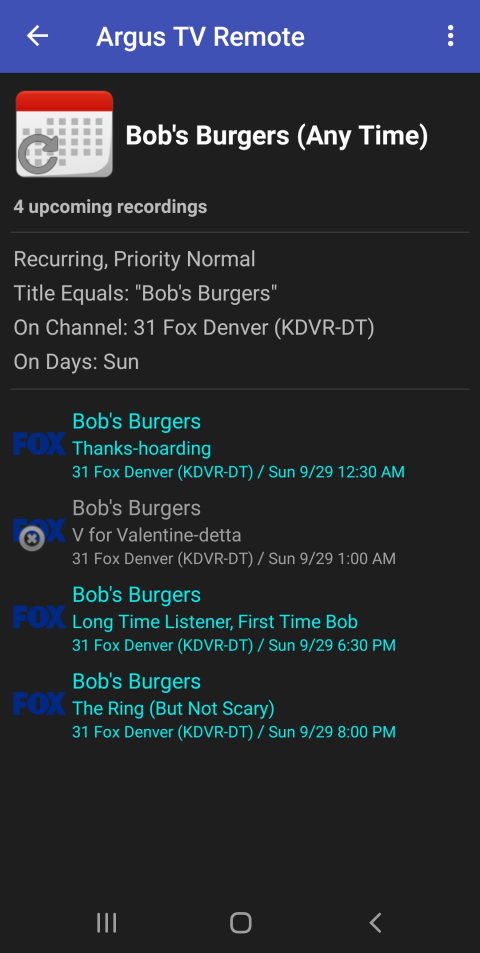 Argus TV Remote
Bob's Burgers (Any Time)
4 upcoming recordings
Recurring, Priority Normal
Title Equals: "Bob's Burgers"
On Channel: 31 Fox Denver (KDVR-DT)
On Days: Sun
Bob's Burgers
FOX
Thanks-hoarding
31 Fox Denver (KDVR-DT) / Sun 9/29 12:30 AM
Bob's Burgers
FOX
V for Valentine-detta
31 Fox Denver (KDVR-DT) / Sun 9/29 1:00 AM
Bob's Burgers
FOX
Long Time Listener, First Time Bob
31 Fox Denver (KDVR-DT) / Sun 9/29 6:30 PM
Bob's Burgers
FOX
The Ring (But Not Scary)
31 Fox Denver (KDVR-DT) / Sun 9/29 8:00 PM